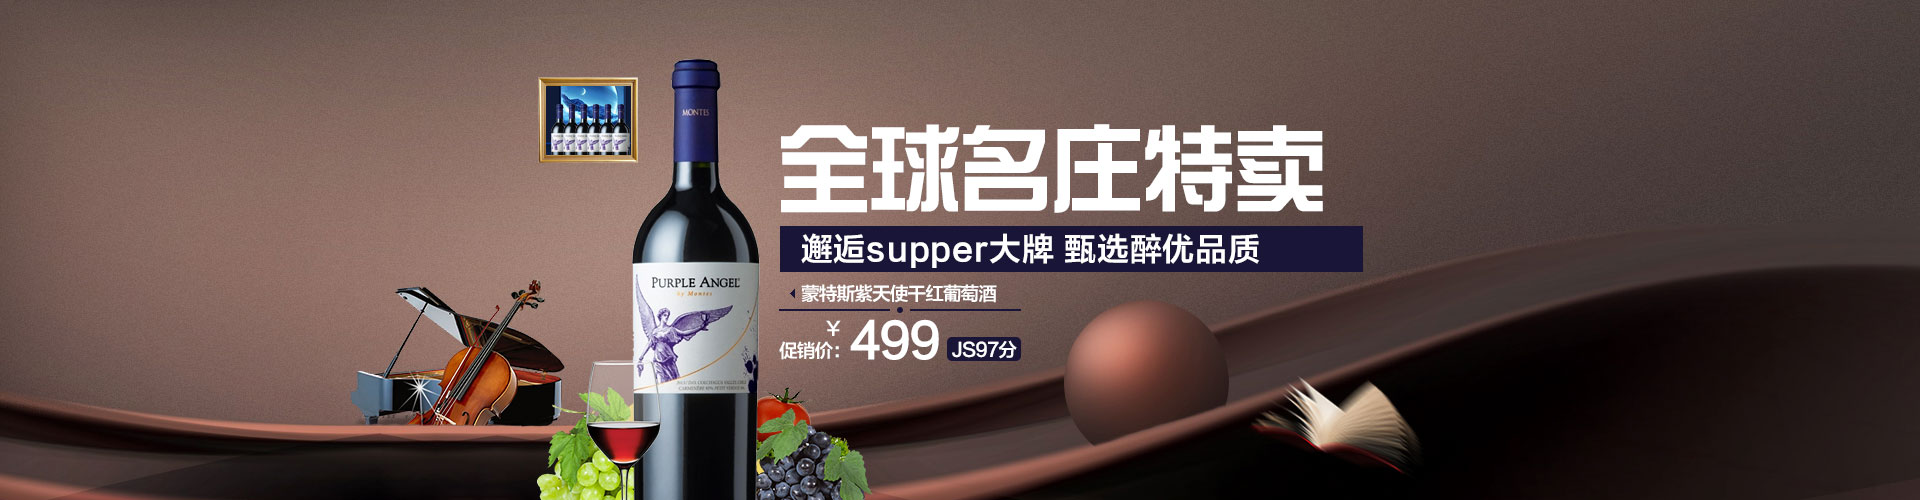 MONTES
全球名庄特卖
邂逅supper大牌 甄选醉优品质
PURPLE ANGEL
by Montes
蒙特斯紫天使干红葡萄酒
促销价：￥499
JS97分